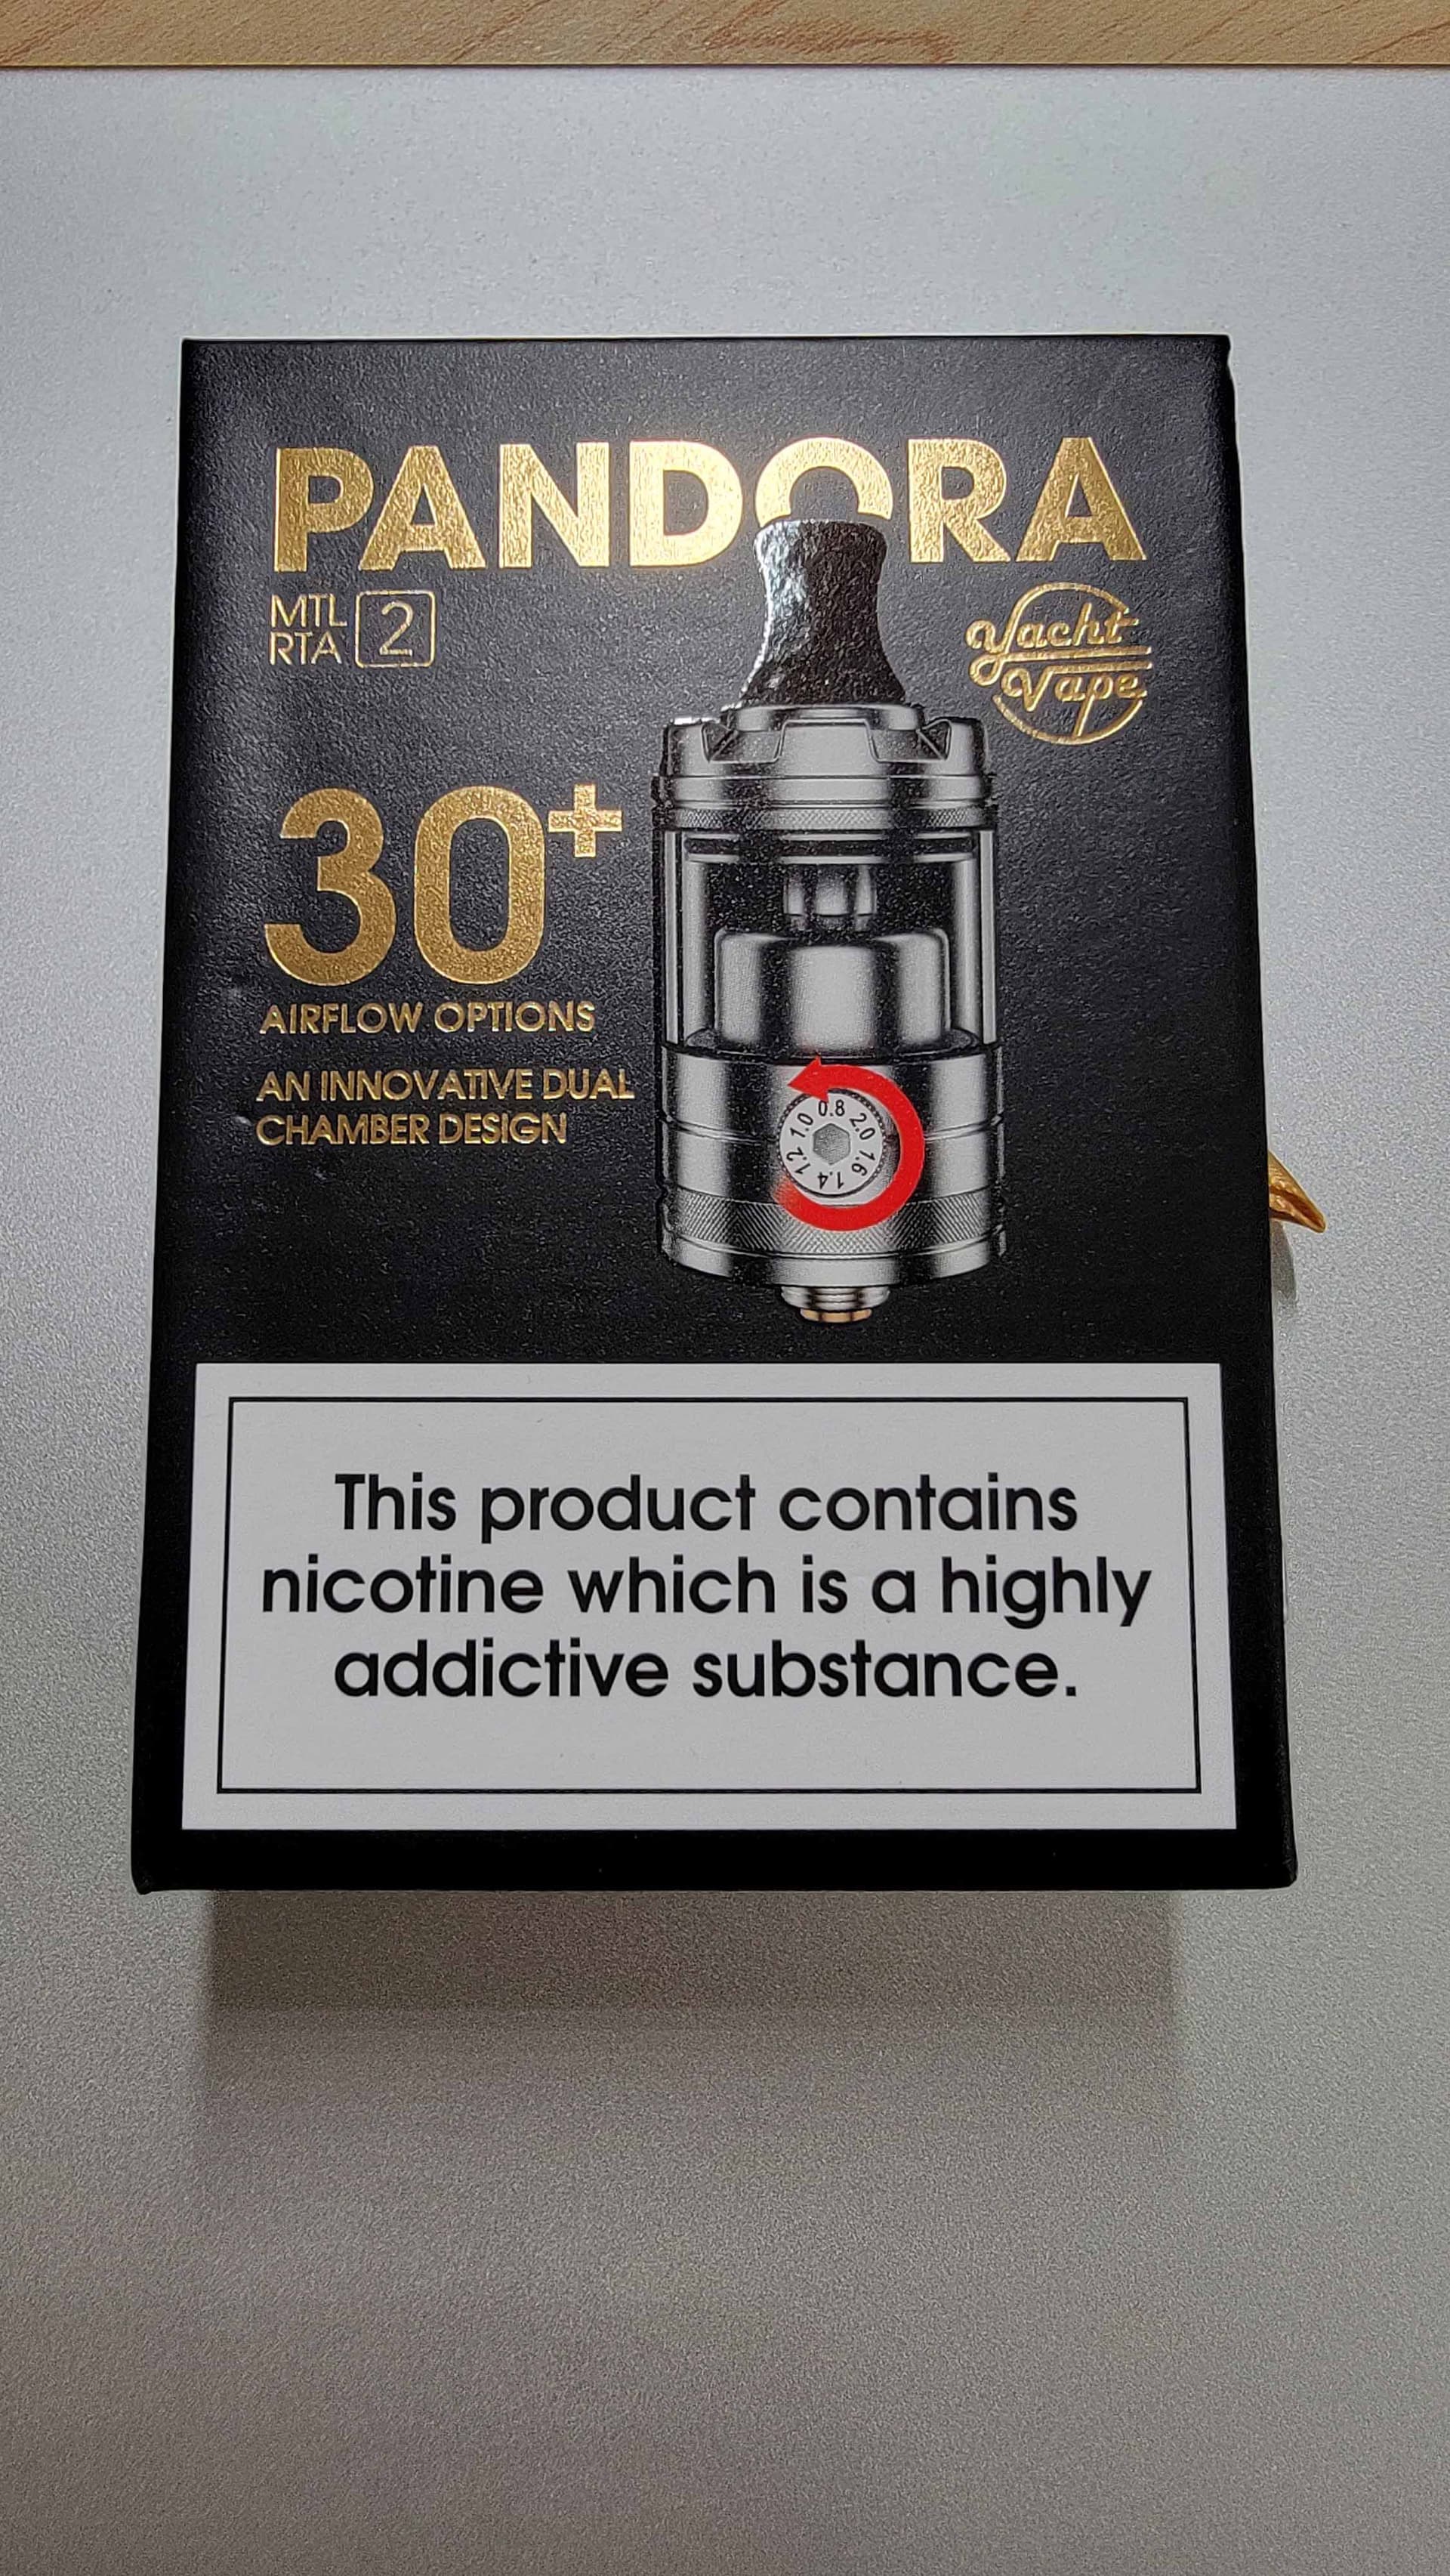 PANDORA
MTL
RTA 2
Yacht
Vape
30+
AIRFLOW OPTIONS
AN INNOVATIVE DUAL
CHAMBER DESIGN
0.8 2.0 1.6 1.4 1.2 1.0
This product contains
nicotine which is a highly
addictive substance.